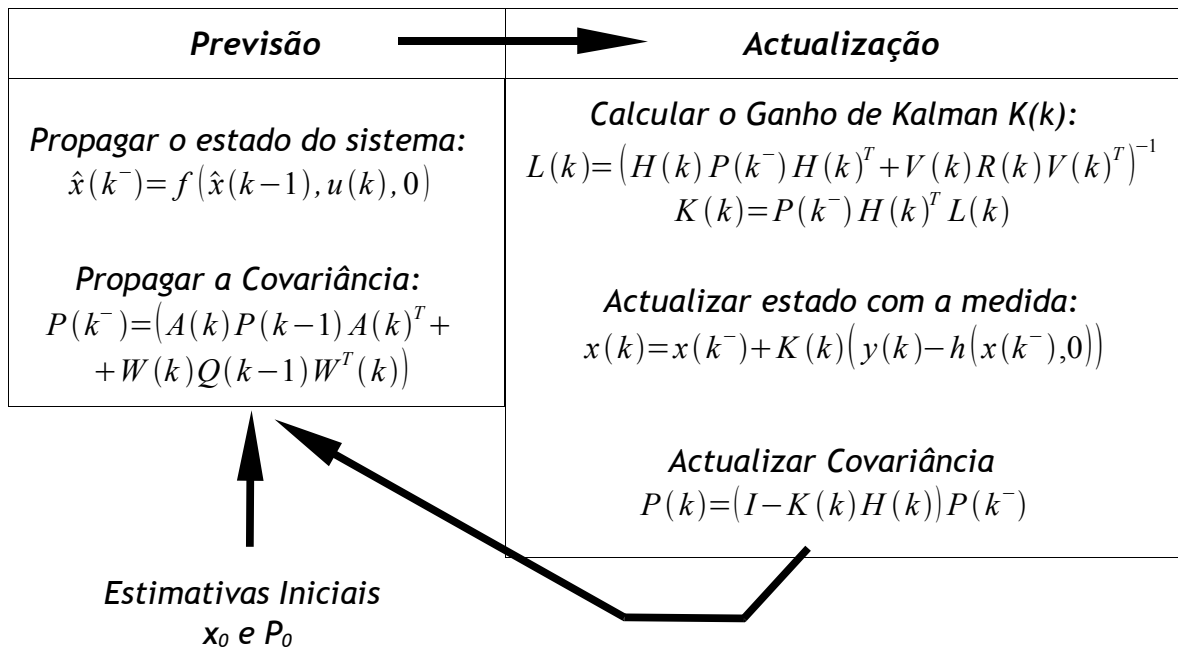 Previsão
Actualização
Propagar o estado do sistema:
x̂(k⁻)=f(x̂(k−1),u(k),0)
Propagar a Covariância:
P(k⁻)=(A(k)P(k−1)A(k)ᵀ+
+W(k)Q(k−1)Wᵀ(k))
Calcular o Ganho de Kalman K(k):
L(k)=(H(k)P(k⁻)H(k)ᵀ+V(k)R(k)V(k)ᵀ)⁻¹
K(k)=P(k⁻)H(k)ᵀL(k)
Actualizar estado com a medida:
x(k)=x(k⁻)+K(k)(y(k)−h(x(k⁻),0))
Actualizar Covariância
P(k)=(I−K(k)H(k))P(k⁻)
Estimativas Iniciais
x₀ e P₀